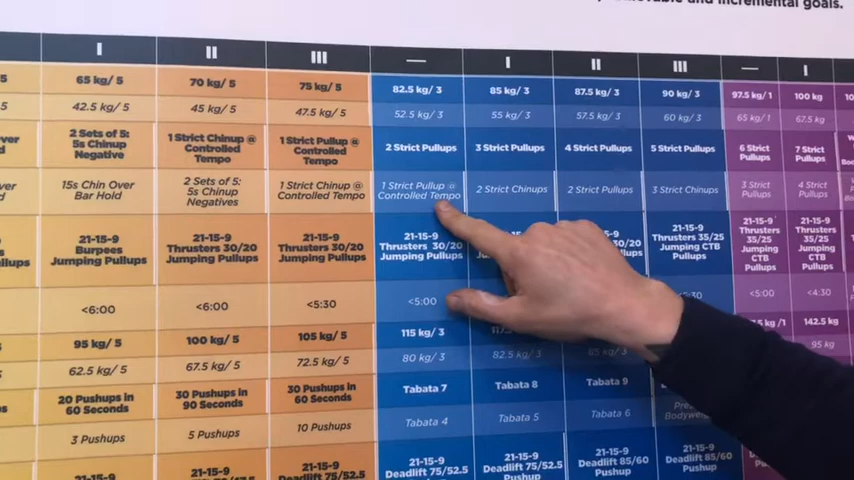 and incremental goals.
I II III — I II III — I
5 65 kg/ 5 70 kg/ 5 75 kg/ 5 82.5 kg/ 3 85 kg/ 3 87.5 kg/ 3 90 kg/ 3 97.5 kg/ 1 100 kg
5 42.5 kg/ 5 45 kg/ 5 47.5 kg/ 5 52.5 kg/ 3 55 kg/ 3 57.5 kg/ 3 60 kg/ 3 65 kg/ 1 67.5 kg
2 Sets of 5: 5s Chinup Negative
1 Strict Chinup @ Controlled Tempo
1 Strict Pullup @ Controlled Tempo
2 Strict Pullups
3 Strict Pullups
4 Strict Pullups
5 Strict Pullups
6 Strict Pullups
7 Strict Pullups
15s Chin Over Bar Hold
2 Sets of 5: 5s Chinup Negatives
1 Strict Chinup @ Controlled Tempo
1 Strict Pullup @ Controlled Tempo
2 Strict Chinups
2 Strict Pullups
3 Strict Chinups
3 Strict Pullups
4 Strict Pullups
21-15-9 Burpees Jumping Pullups
21-15-9 Thrusters 30/20 Jumping Pullups
21-15-9 Thrusters 30/20 Jumping Pullups
21-15-9 Thrusters 30/20 Jumping Pullups
21-15-9 Thrusters 35/25 Jumping CTB Pullups
21-15-9 Thrusters 35/25 Jumping CTB Pullups
21-15-9 Thrusters 35/25 Jumping CTB Pullups
<6:00 <6:00 <5:30 <5:00 <5:00 <4:30
95 kg/ 5 100 kg/ 5 105 kg/ 5 115 kg/ 3 142.5 kg
62.5 kg/ 5 67.5 kg/ 5 72.5 kg/ 5 80 kg/ 3 82.5 kg/ 3 85 kg/ 3 95 kg
20 Pushups in 60 Seconds
30 Pushups in 90 Seconds
30 Pushups in 60 Seconds
Tabata 7
Tabata 8
Tabata 9
3 Pushups 5 Pushups 10 Pushups Tabata 4 Tabata 5 Tabata 6
21-15-9
21-15-9 Deadlift
21-15-9 Deadlift 75/52.5
21-15-9 Deadlift 75/52.5 Pushup
21-15-9 Deadlift 75/52.5 Pushup
21-15-9 Deadlift 85/60 Pushup
21-15-9 Deadlift 85/60 Pushup